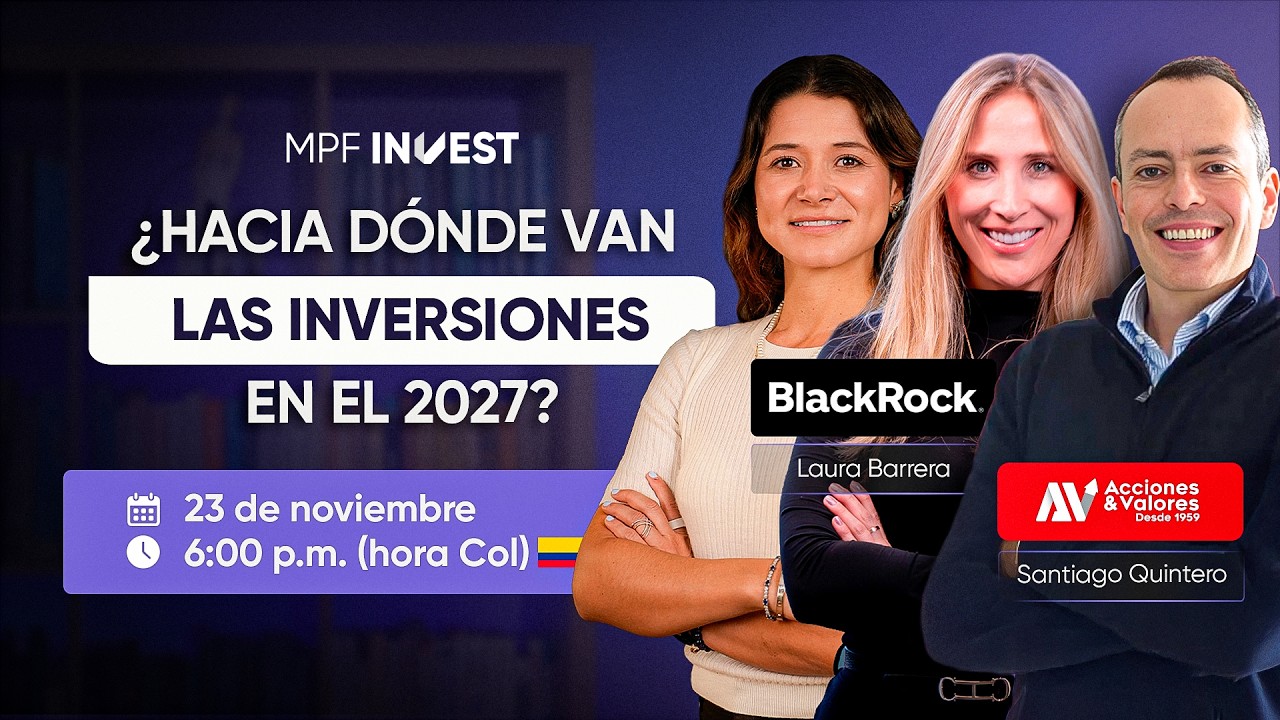 MPF INVEST
¿HACIA DÓNDE VAN
LAS INVERSIONES
EN EL 2027?
23 de noviembre
6:00 p.m. (hora Col)
BlackRock.
Laura Barrera
AV Acciones
&Valores
Desde 1959
Santiago Quintero